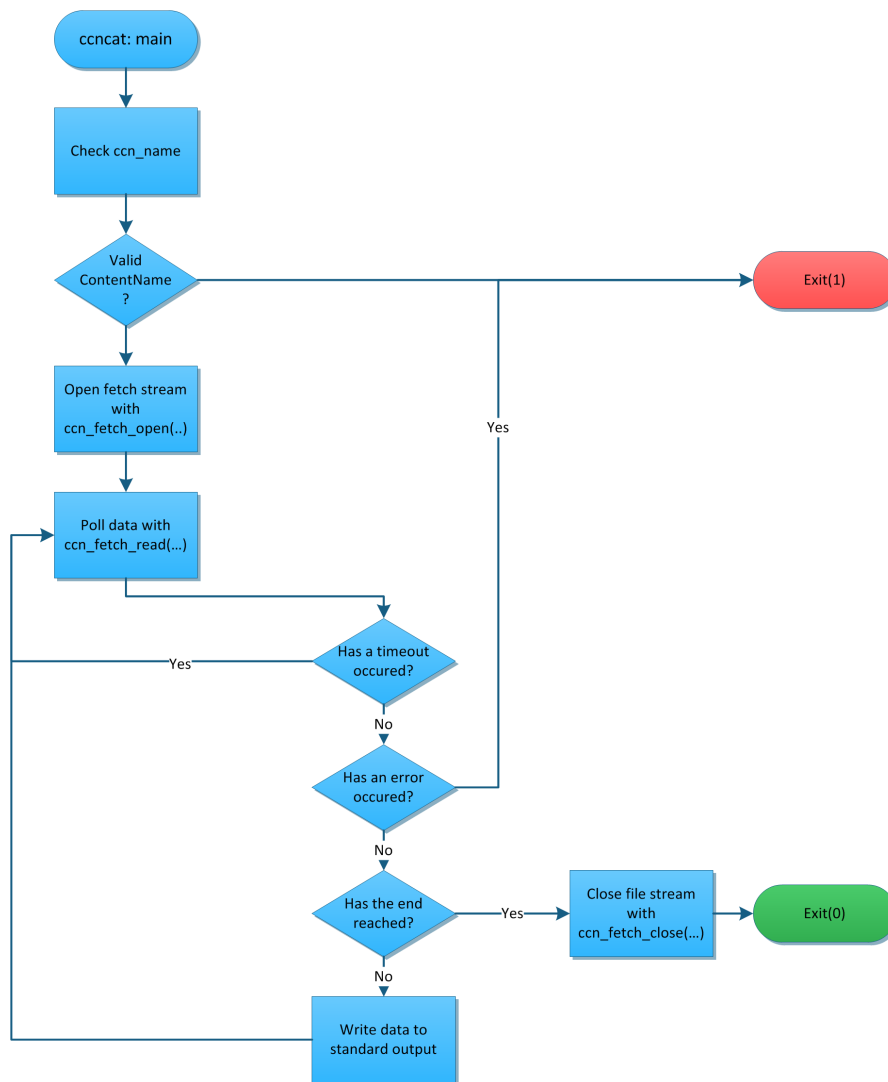 ccncat: main
Check ccn_name
Valid
ContentName
?
Exit(1)
Open fetch stream
with
ccn_fetch_open(..)
Yes
Poll data with
ccn_fetch_read(...)
Has a timeout
occured?
Yes
No
Has an error
occured?
No
Has the end
reached?
Yes
Close file stream
with
ccn_fetch_close(...)
Exit(0)
No
Write data to
standard output